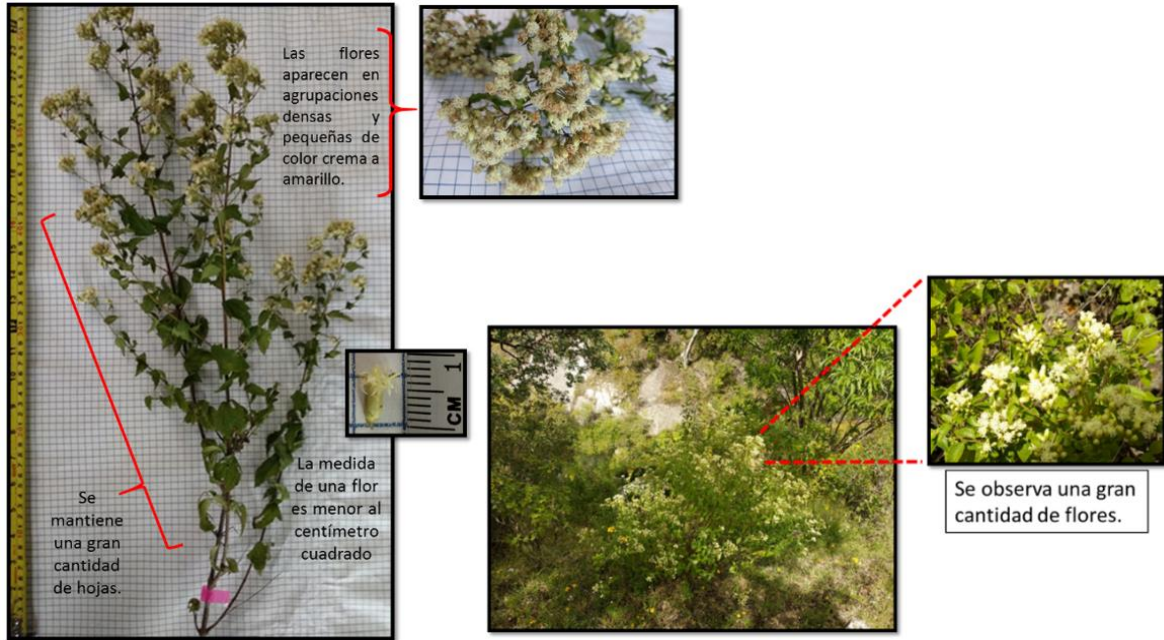 Las flores
aparecen en
agrupaciones
densas y
pequeñas de
color crema a
amarillo.
1
CM
Se
mantiene
una gran
cantidad
de hojas.
La medida
de una flor
es menor al
centímetro
cuadrado
Se observa una gran
cantidad de flores.